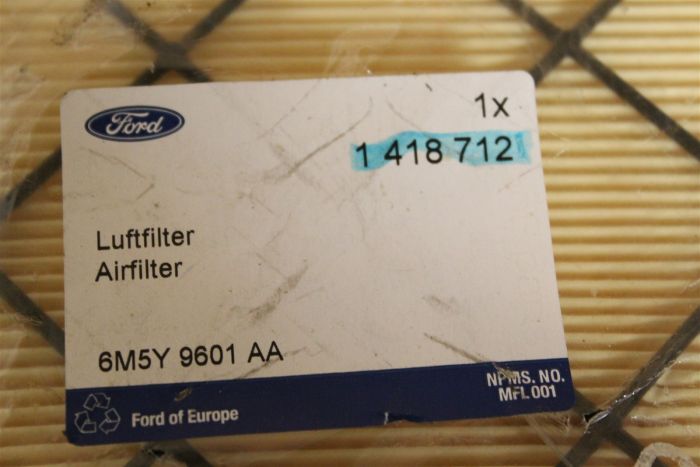 Ford
1x
1 418 712
Luftfilter
Airfilter
6M5Y 9601 AA
Ford of Europe
NPMS. NO.
MFL 001